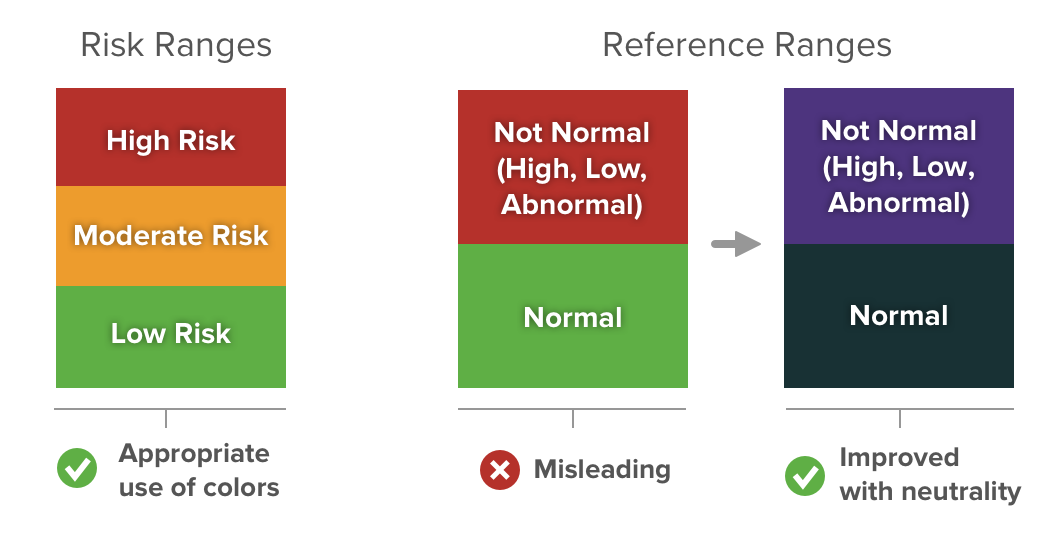 Risk Ranges
High Risk
Moderate Risk
Low Risk
Appropriate
use of colors
Reference Ranges
Not Normal
(High, Low,
Abnormal)
Normal
Misleading
Not Normal
(High, Low,
Abnormal)
Normal
Improved
with neutrality